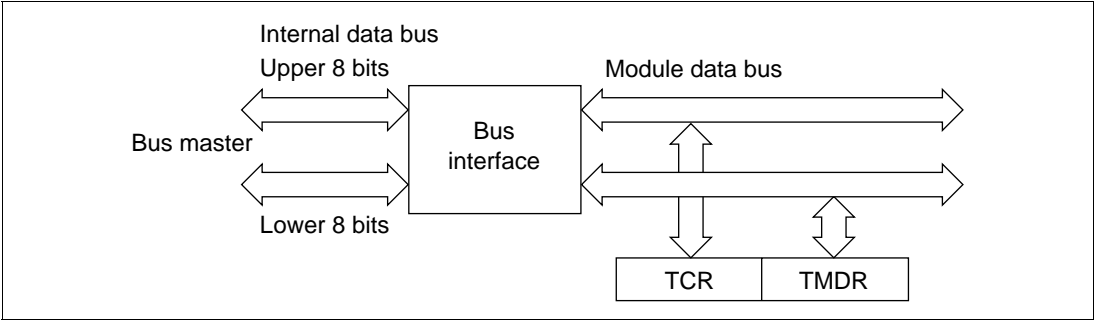 Internal data bus
Upper 8 bits
Module data bus
Bus master
Bus
interface
Lower 8 bits
TCR
TMDR